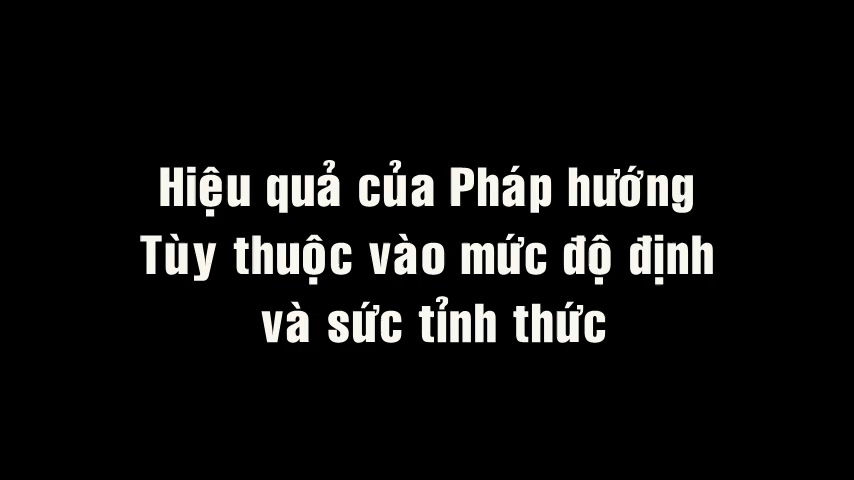 Hiệu quả của Pháp hướng
Tùy thuộc vào mức độ định
và sức tỉnh thức